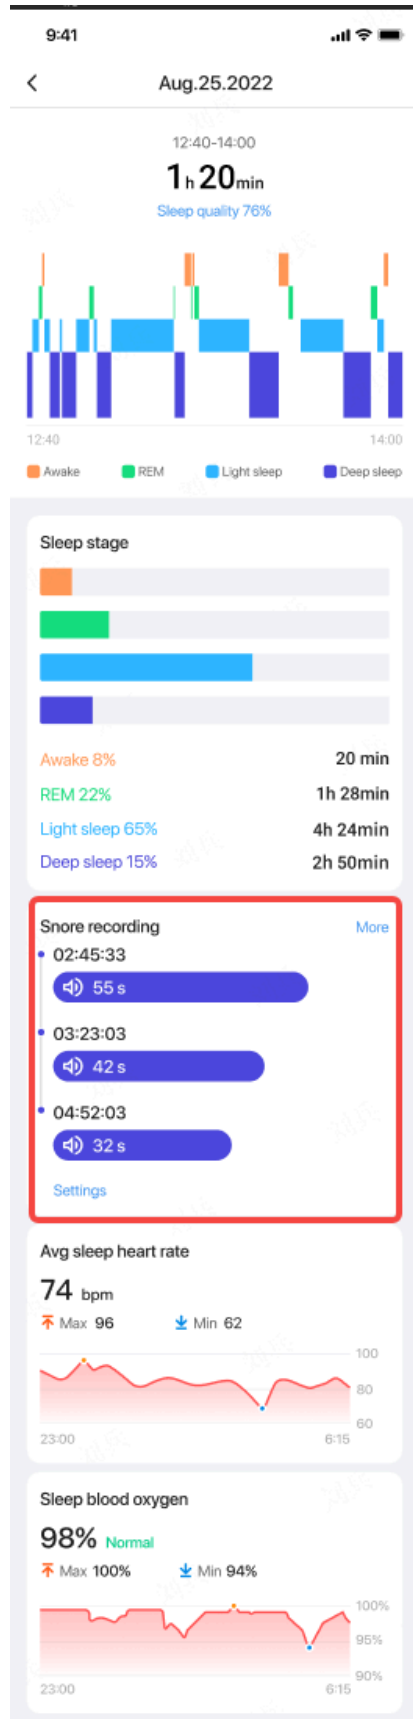 9:41
Aug.25.2022
12:40-14:00
1h20min
Sleep quality 76%
12:40 14:00
Awake REM Light sleep Deep sleep
Sleep stage
Awake 8% 20 min
REM 22% 1h 28min
Light sleep 65% 4h 24min
Deep sleep 15% 2h 50min
Snore recording More
02:45:33
55 s
03:23:03
42 s
04:52:03
32 s
Settings
Avg sleep heart rate
74 bpm
Max 96 Min 62
100
80
60
23:00 6:15
Sleep blood oxygen
98% Normal
Max 100% Min 94%
100%
95%
90%
23:00 6:15